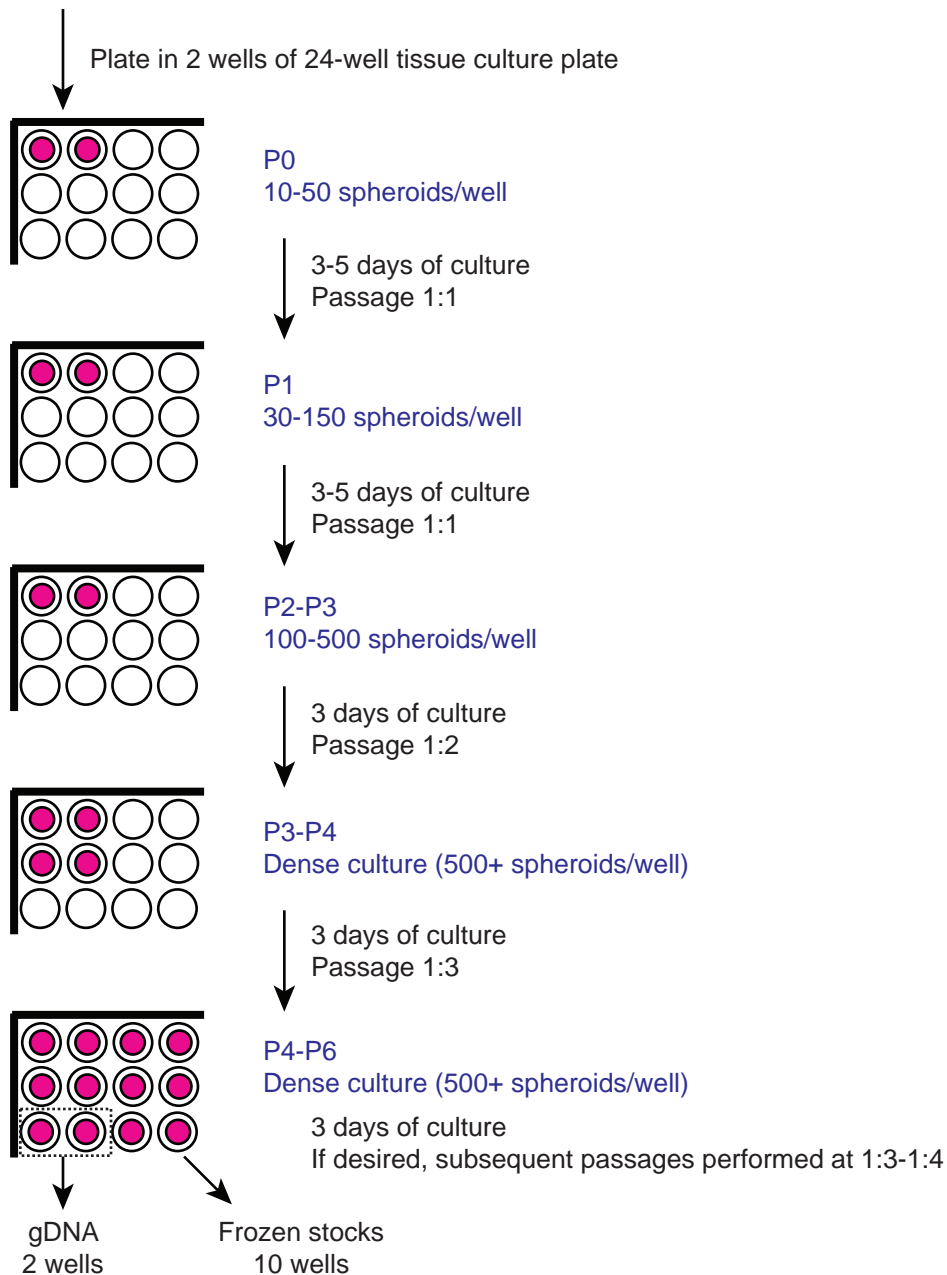 Plate in 2 wells of 24-well tissue culture plate
P0
10-50 spheroids/well
3-5 days of culture
Passage 1:1
P1
30-150 spheroids/well
3-5 days of culture
Passage 1:1
P2-P3
100-500 spheroids/well
3 days of culture
Passage 1:2
P3-P4
Dense culture (500+ spheroids/well)
3 days of culture
Passage 1:3
P4-P6
Dense culture (500+ spheroids/well)
3 days of culture
If desired, subsequent passages performed at 1:3-1:4
gDNA
2 wells
Frozen stocks
10 wells